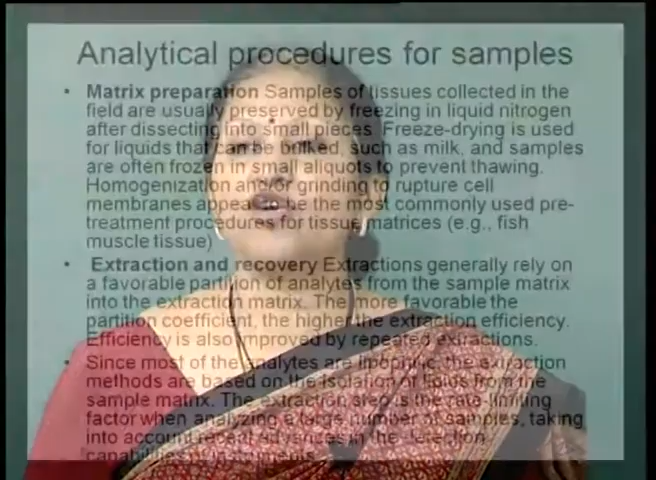 Analytical procedures for samples
• Matrix preparation Samples of tissues collected in the
field are usually preserved by freezing in liquid nitrogen
after dissecting into small pieces. Freeze-drying is used
for liquids that can be bulked, such as milk, and samples
are often frozen in small aliquots to prevent thawing.
Homogenization and/or grinding to rupture cell
membranes appear to be the most commonly used pre-
treatment procedures for tissue matrices (e.g., fish
muscle tissue)
• Extraction and recovery Extractions generally rely on
a favorable partition of analytes from the sample matrix
into the extraction matrix. The more favorable the
partition coefficient, the higher the extraction efficiency.
Efficiency is also improved by repeated extractions.
• Since most of the analytes are lipophilic, the extraction
methods are based on the isolation of lipids from the
sample matrix. The extraction step is the rate-limiting
factor when analyzing a large number of samples, taking
into account recent advances in the detection
capabilities of instruments.